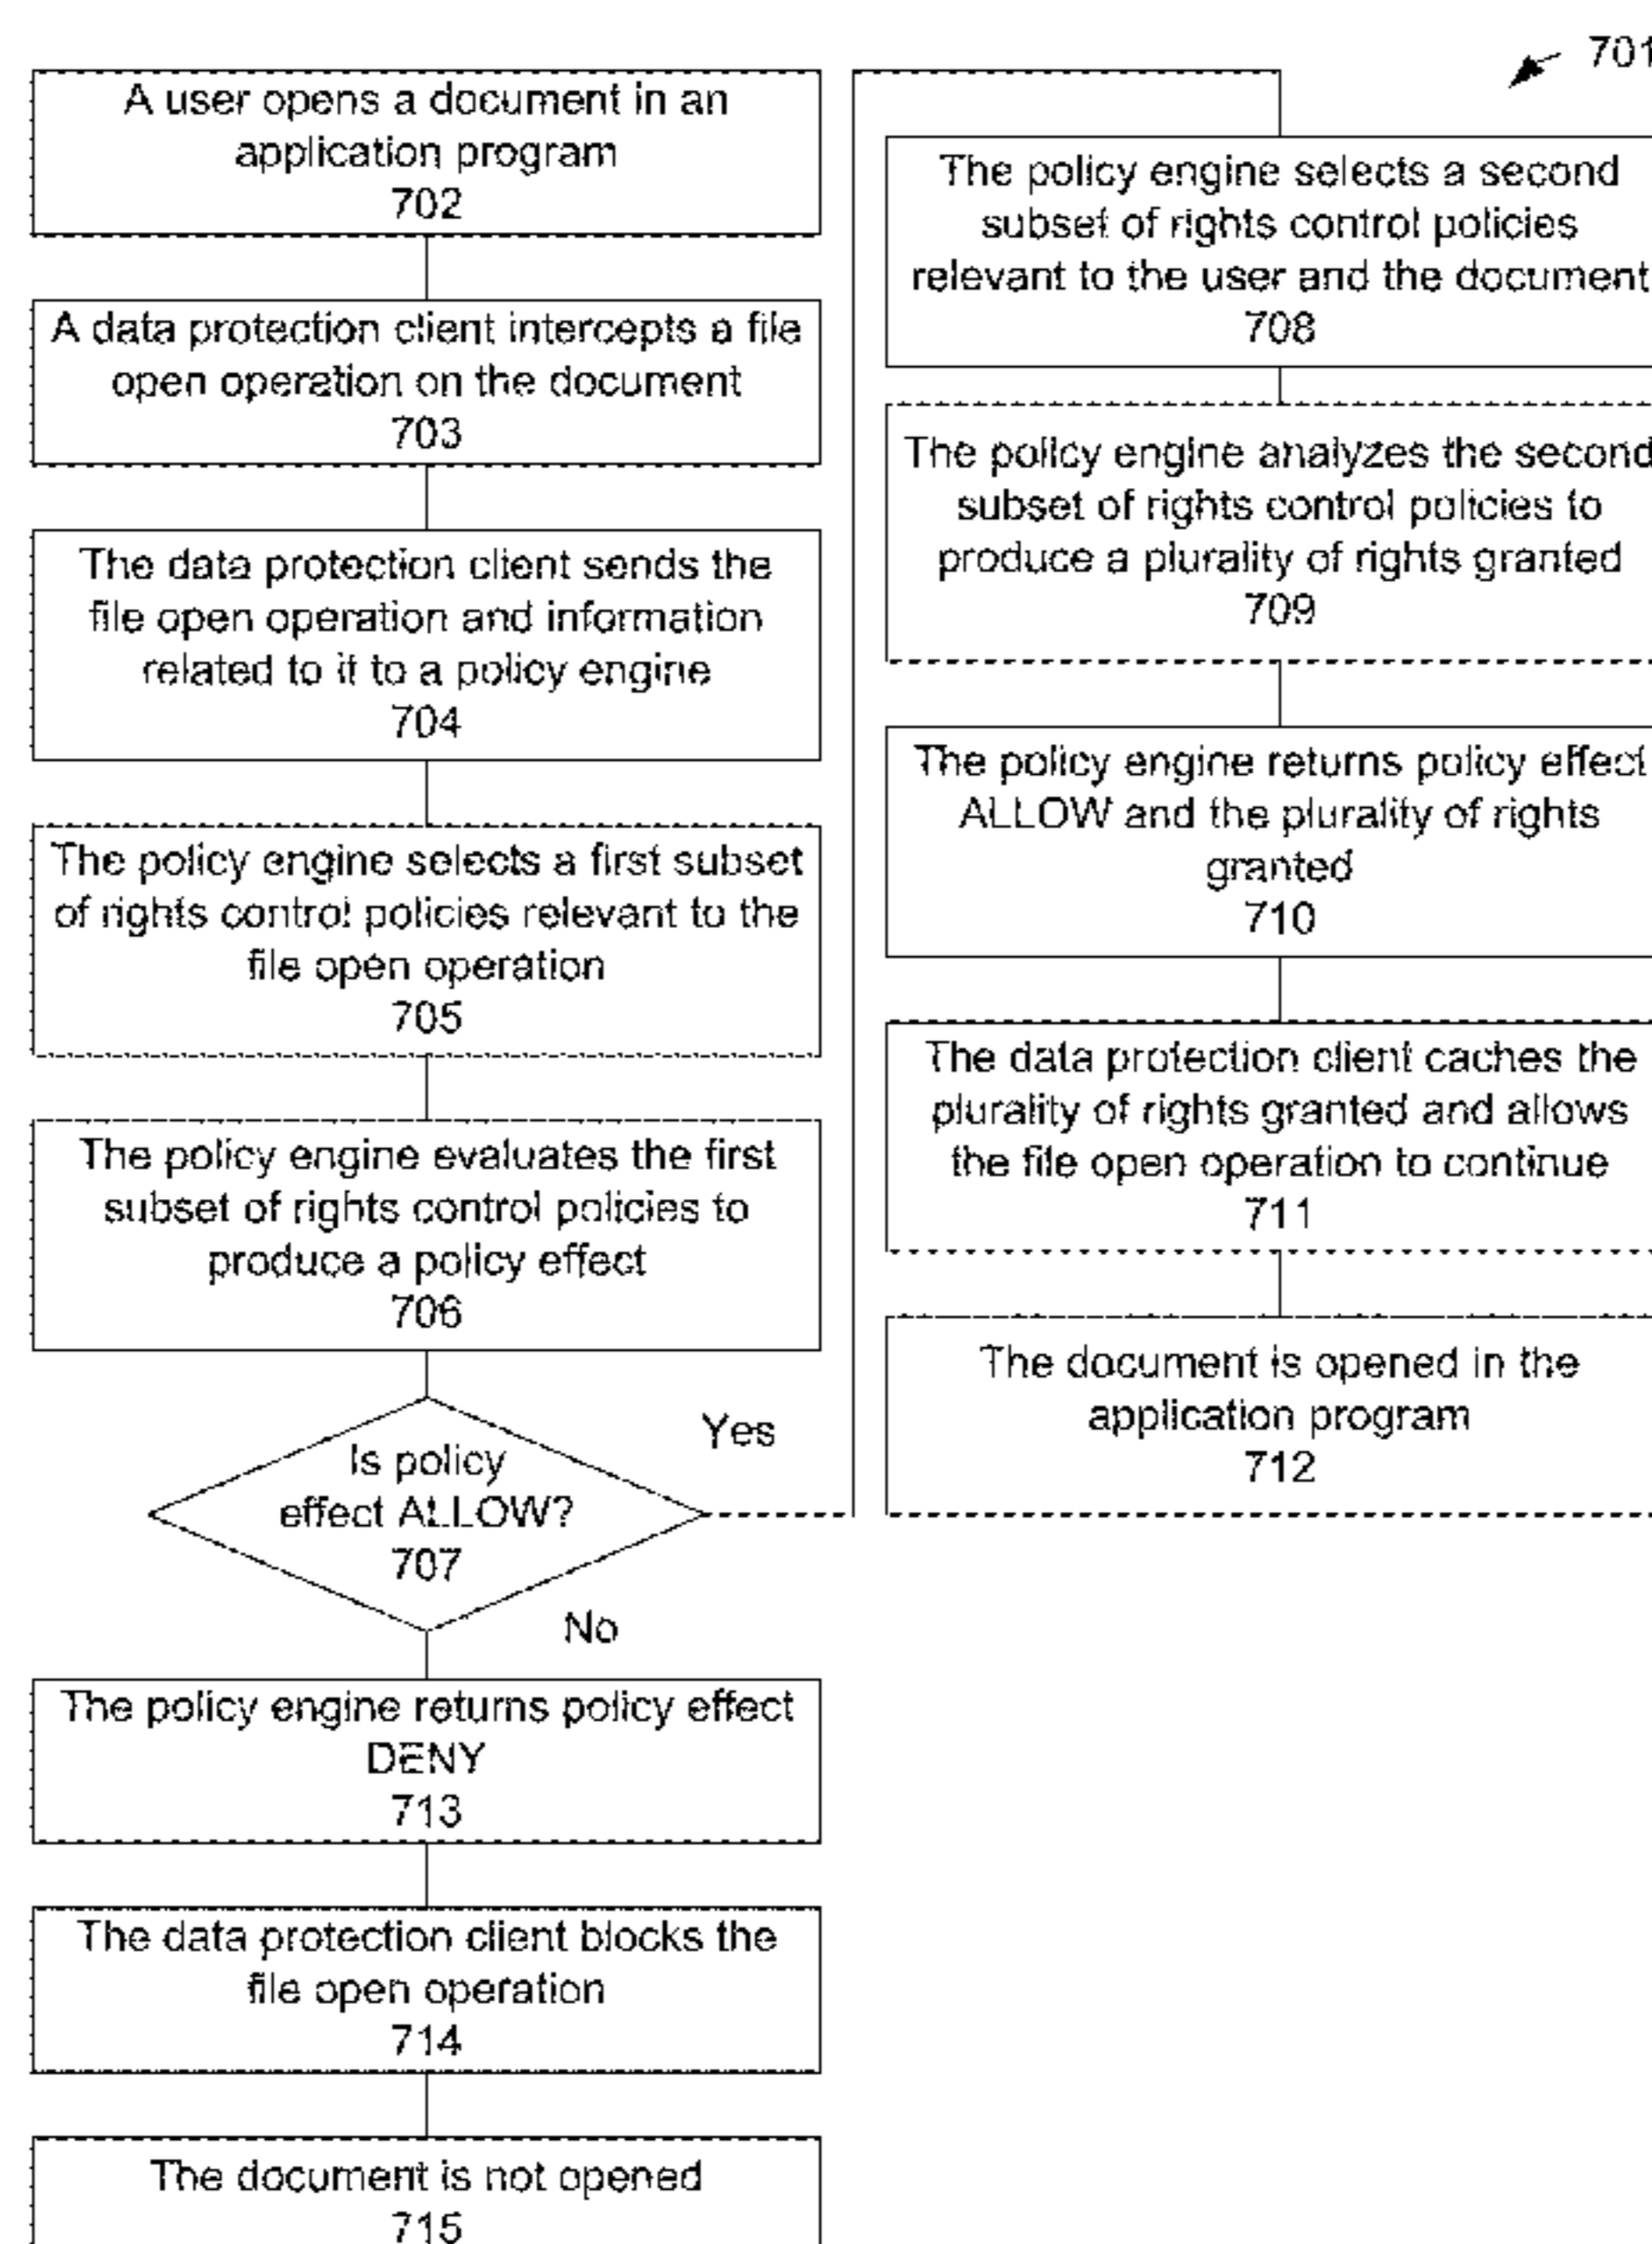 701
A user opens a document in an
application program
702
A data protection client intercepts a file
open operation on the document
703
The data protection client sends the
file open operation and information
related to it to a policy engine
704
The policy engine selects a first subset
of rights control policies relevant to the
file open operation
705
The policy engine evaluates the first
subset of rights control policies to
produce a policy effect
706
Is policy
effect ALLOW?
707
Yes
No
The policy engine returns policy effect
DENY
713
The data protection client blocks the
file open operation
714
The document is not opened
715
The policy engine selects a second
subset of rights control policies
relevant to the user and the document
708
The policy engine analyzes the second
subset of rights control policies to
produce a plurality of rights granted
709
The policy engine returns policy effect
ALLOW and the plurality of rights
granted
710
The data protection client caches the
plurality of rights granted and allows
the file open operation to continue
711
The document is opened in the
application program
712